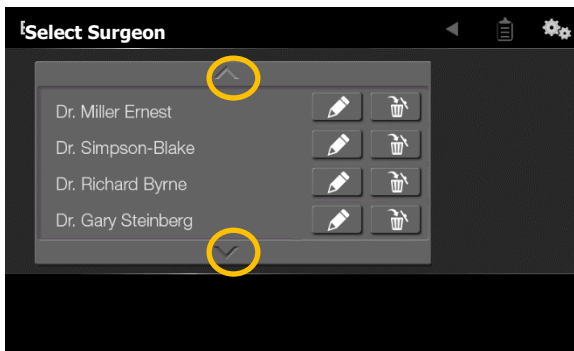 Select Surgeon
Dr. Miller Ernest
Dr. Simpson-Blake
Dr. Richard Byrne
Dr. Gary Steinberg